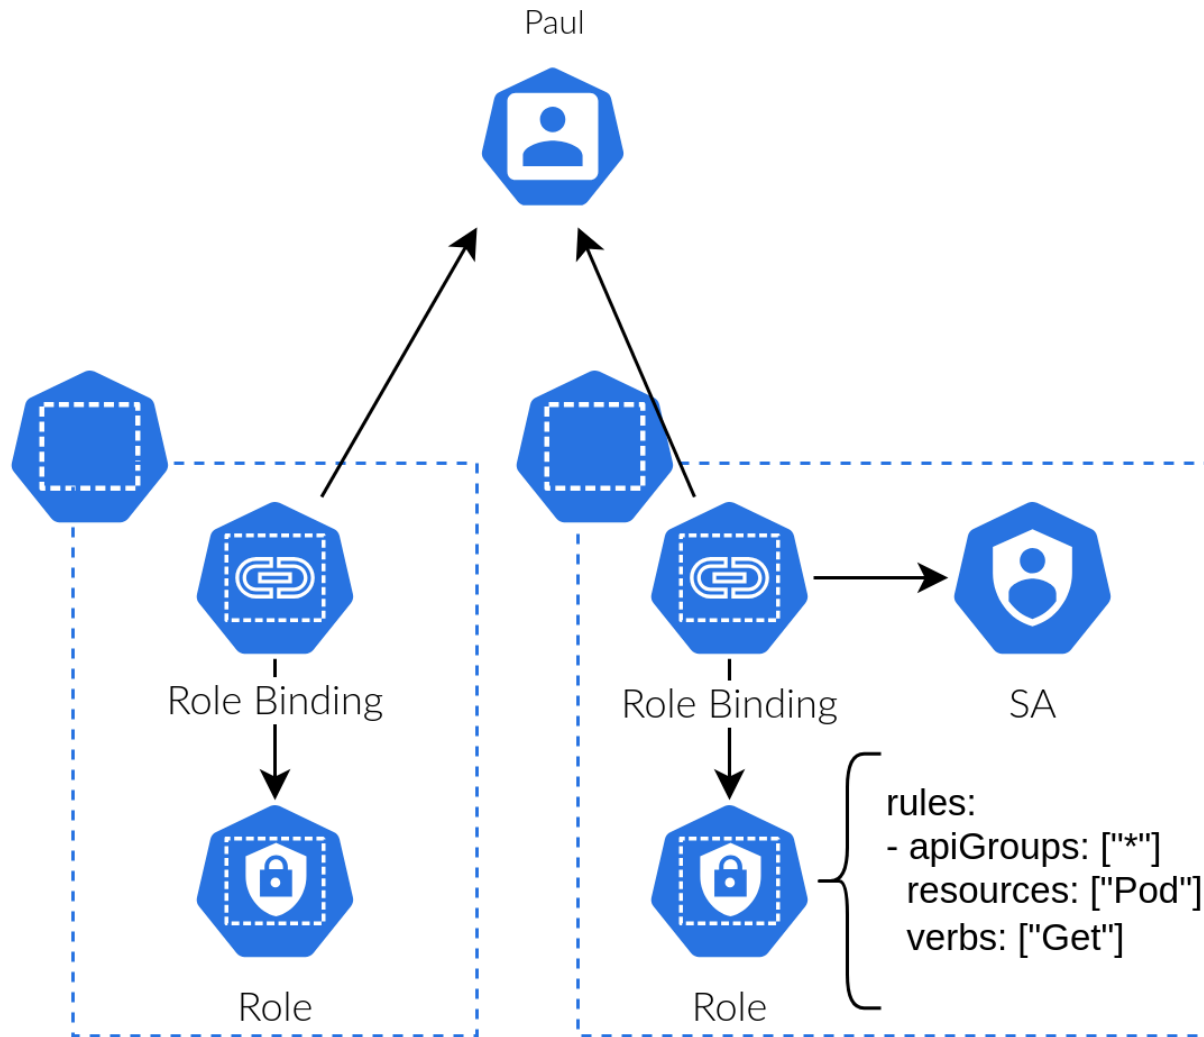 Paul
Role Binding
Role
Role Binding
SA
rules:
- apiGroups: ["*"]
resources: ["Pod"]
verbs: ["Get"]
Role